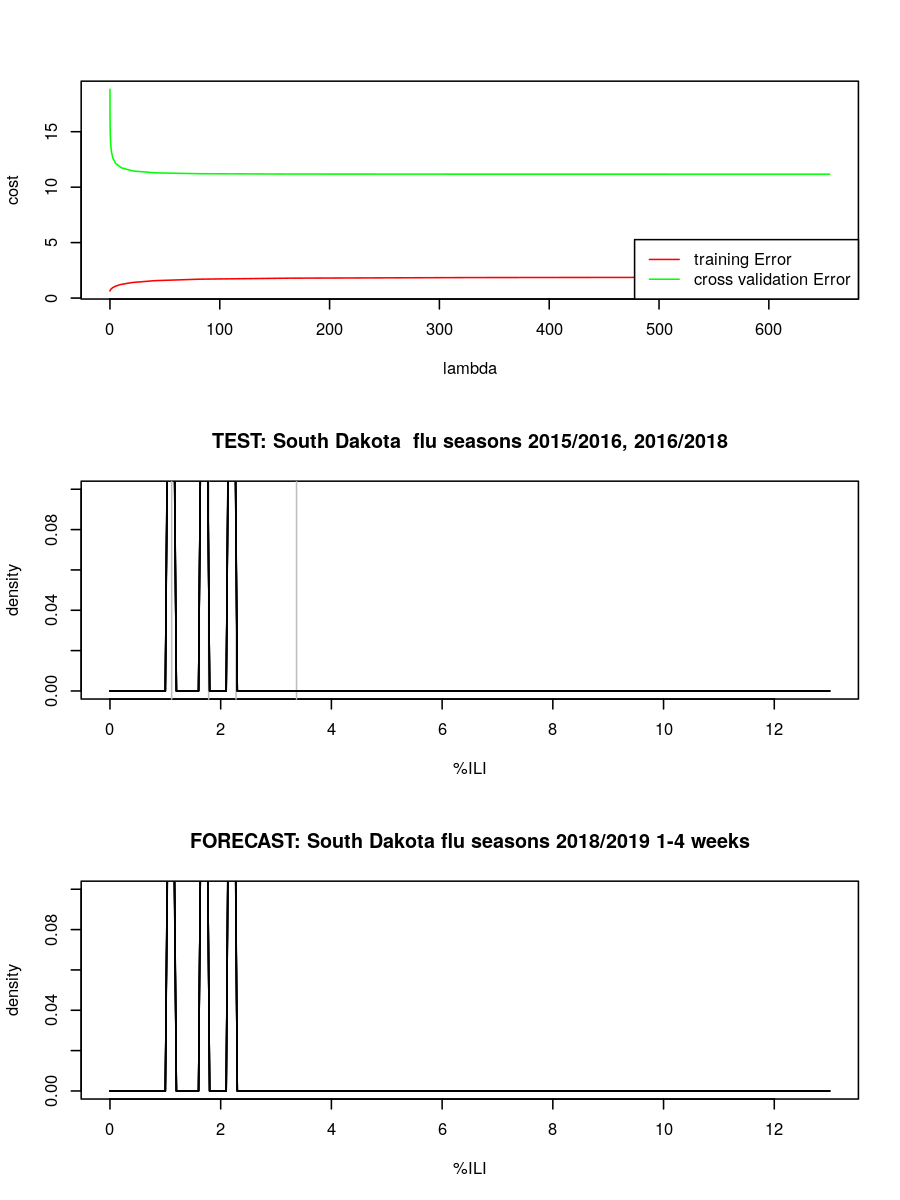 cost
15
10
5
0
training Error
cross validation Error
0 100 200 300 400 500 600
lambda
TEST: South Dakota  flu seasons 2015/2016, 2016/2018
density
0.08
0.04
0.00
0 2 4 6 8 10 12
%ILI
FORECAST: South Dakota flu seasons 2018/2019 1-4 weeks
density
0.08
0.04
0.00
0 2 4 6 8 10 12
%ILI